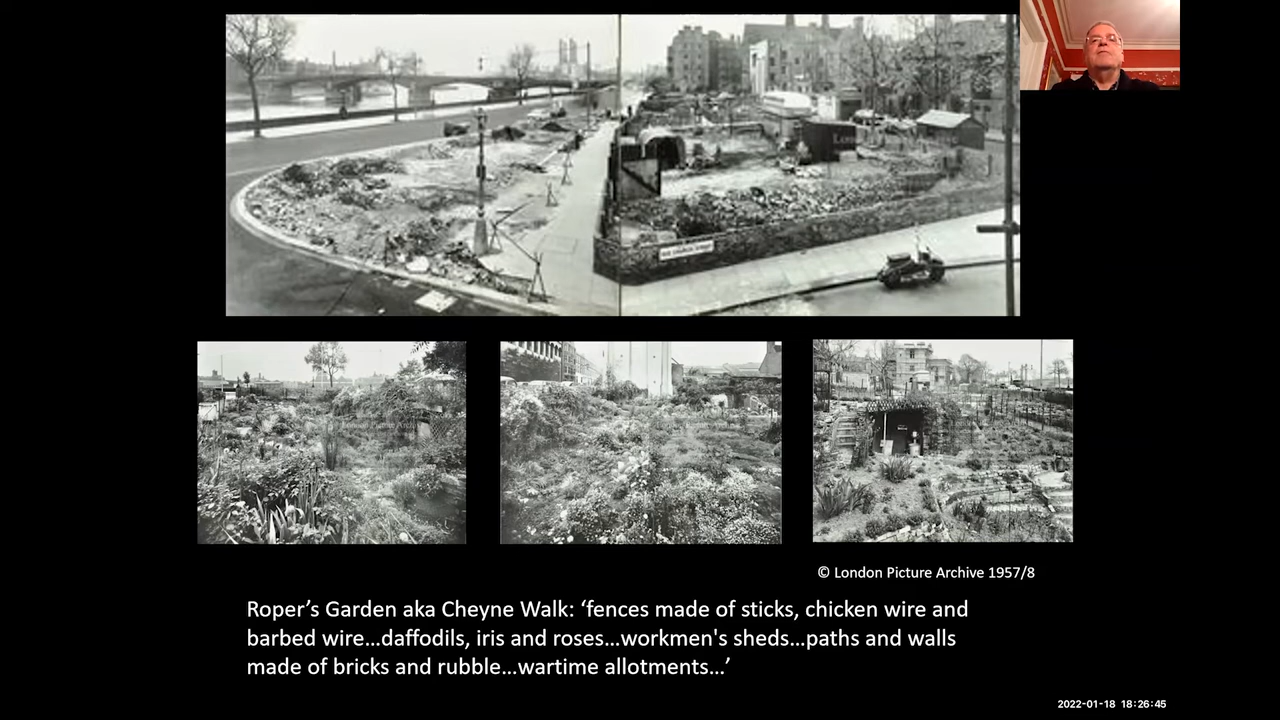 © London Picture Archive 1957/8
Roper’s Garden aka Cheyne Walk: ‘fences made of sticks, chicken wire and
barbed wire...daffodils, iris and roses...workmen's sheds...paths and walls
made of bricks and rubble...wartime allotments...’
2022-01-18 18:26:45